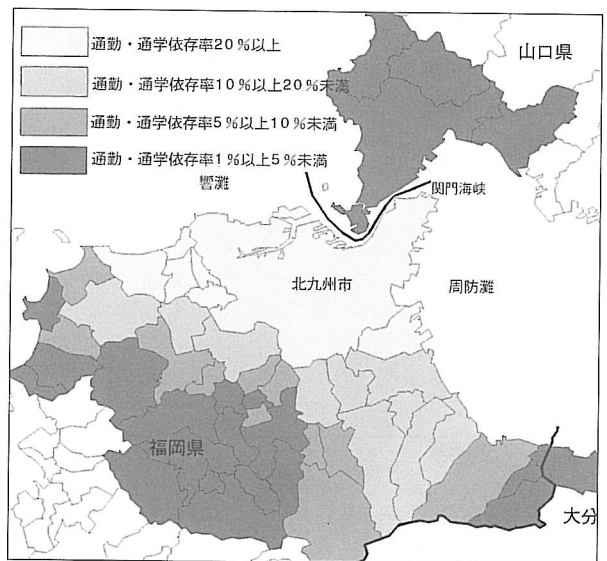 通勤・通学依存率20%以上
通勤・通学依存率10%以上20%未満
通勤・通学依存率5%以上10%未満
通勤・通学依存率1%以上5%未満
山口県
響灘
関門海峡
北九州市
周防灘
福岡県
大分